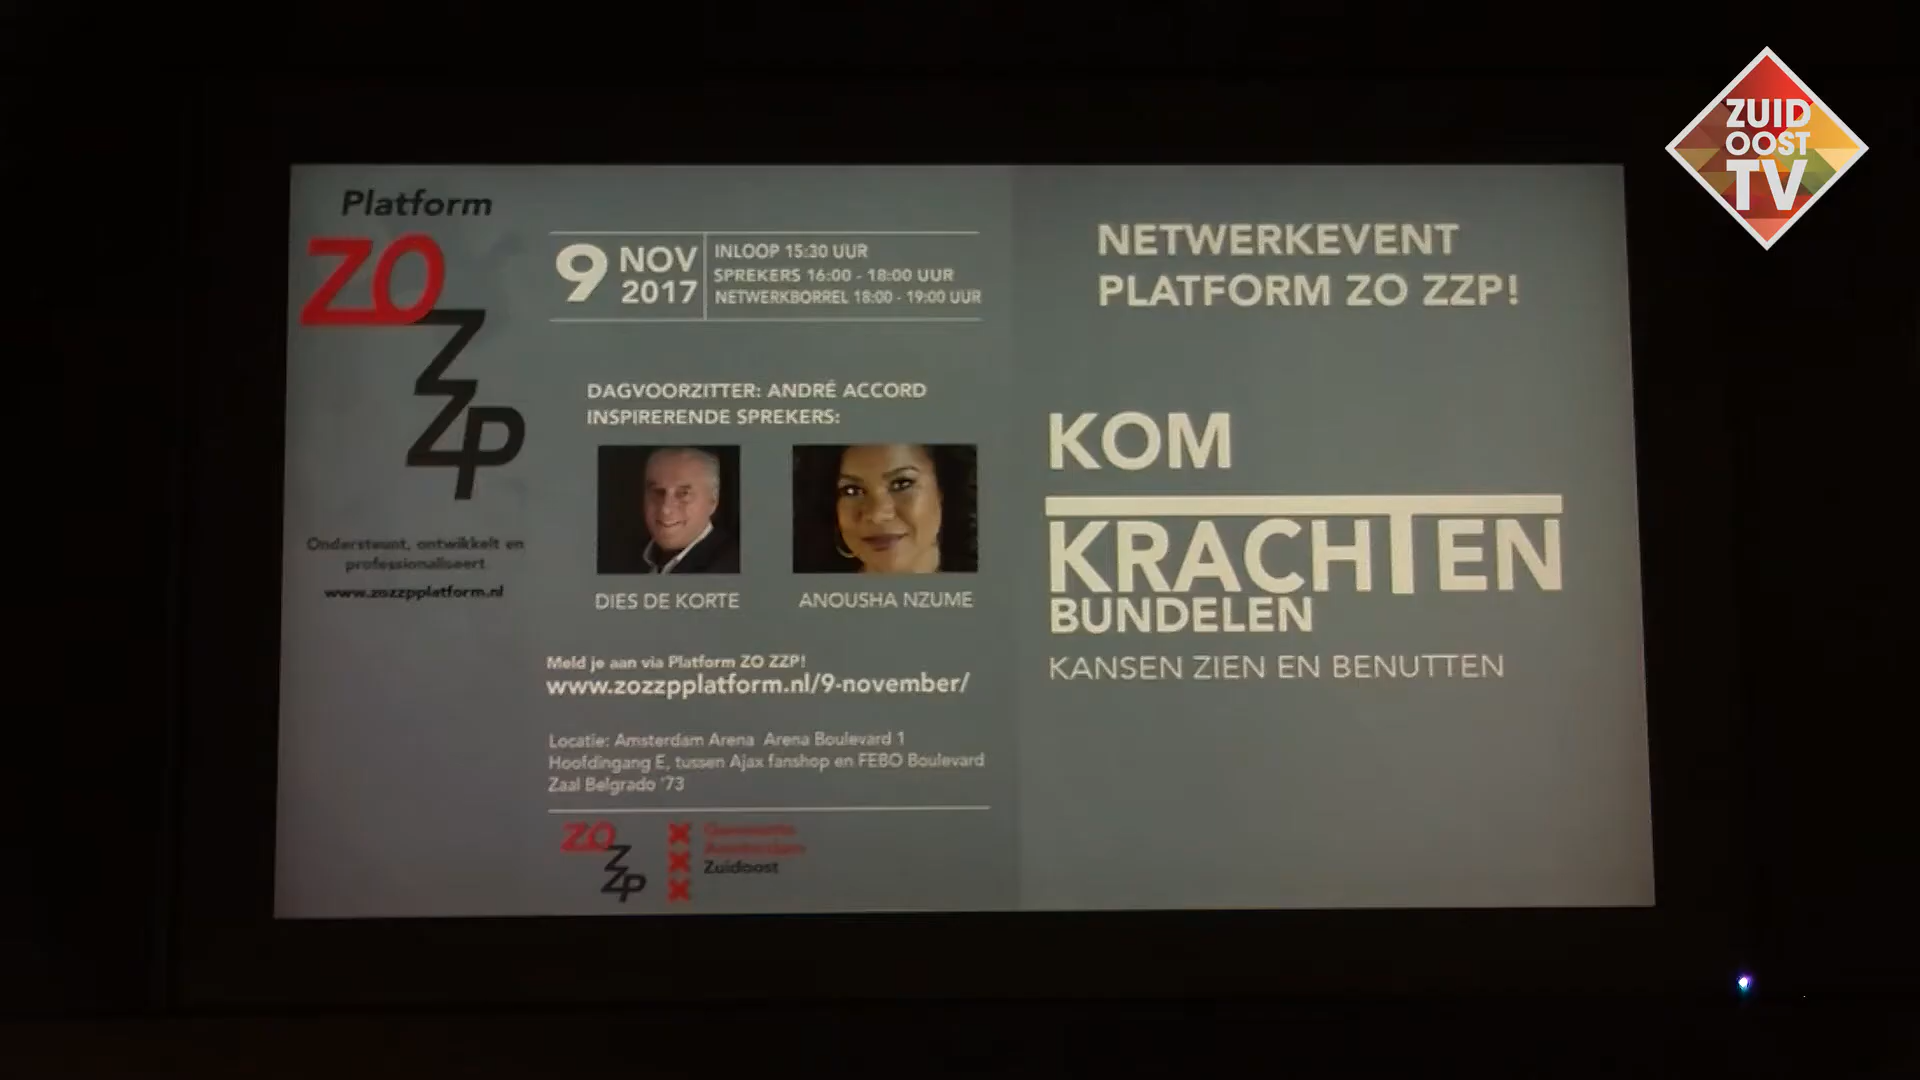 Platform
ZO
Z
ZP
Ondersteunt, ontwikkelt en
professionaliseert
www.zozzpplatform.nl
9 NOV
2017
INLOOP 15:30 UUR
SPREKERS 16:00 - 18:00 UUR
NETWERKBORREL 18:00 - 19:00 UUR
DAGVOORZITTER: ANDRÉ ACCORD
INSPIRERENDE SPREKERS:
DIES DE KORTE
ANOUSHA NZUME
Meld je aan via Platform ZO ZZP!
www.zozzpplatform.nl/9-november/
Locatie: Amsterdam Arena Arena Boulevard 1
Hoofdingang E, tussen Ajax fanshop en FEBO Boulevard
Zaal Belgrado '73
ZO
Z
ZP
Gemeente
Amsterdam
Zuidoost
NETWERKEVENT
PLATFORM ZO ZZP!
KOM
KRACHTEN
BUNDELEN
KANSEN ZIEN EN BENUTTEN
ZUID
OOST
TV